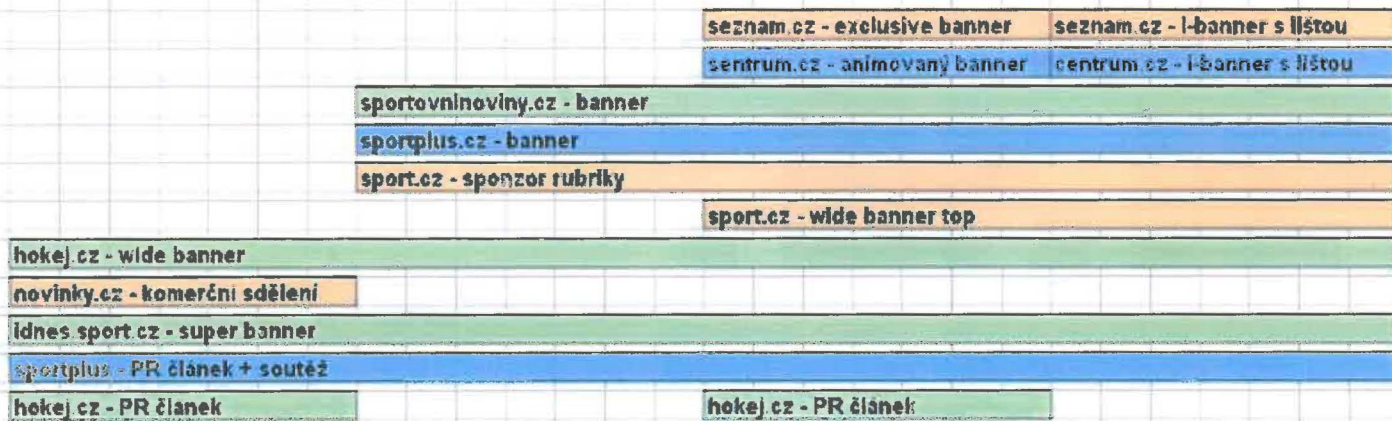 seznam.cz - exclusive banner seznam.cz - I-banner s lištou
sentrum.cz - animovaný banner centrum.cz - I-banner s lištou
sportovninoviny.cz - banner
sportplus.cz - banner
sport.cz - sponzor rubriky
sport.cz - wide banner top
hokej.cz - wide banner
novinky.cz - komerční sdělení
idnes.sport.cz - super banner
sportplus - PR článek + soutěž
hokej.cz - PR článek hokej.cz - PR článek